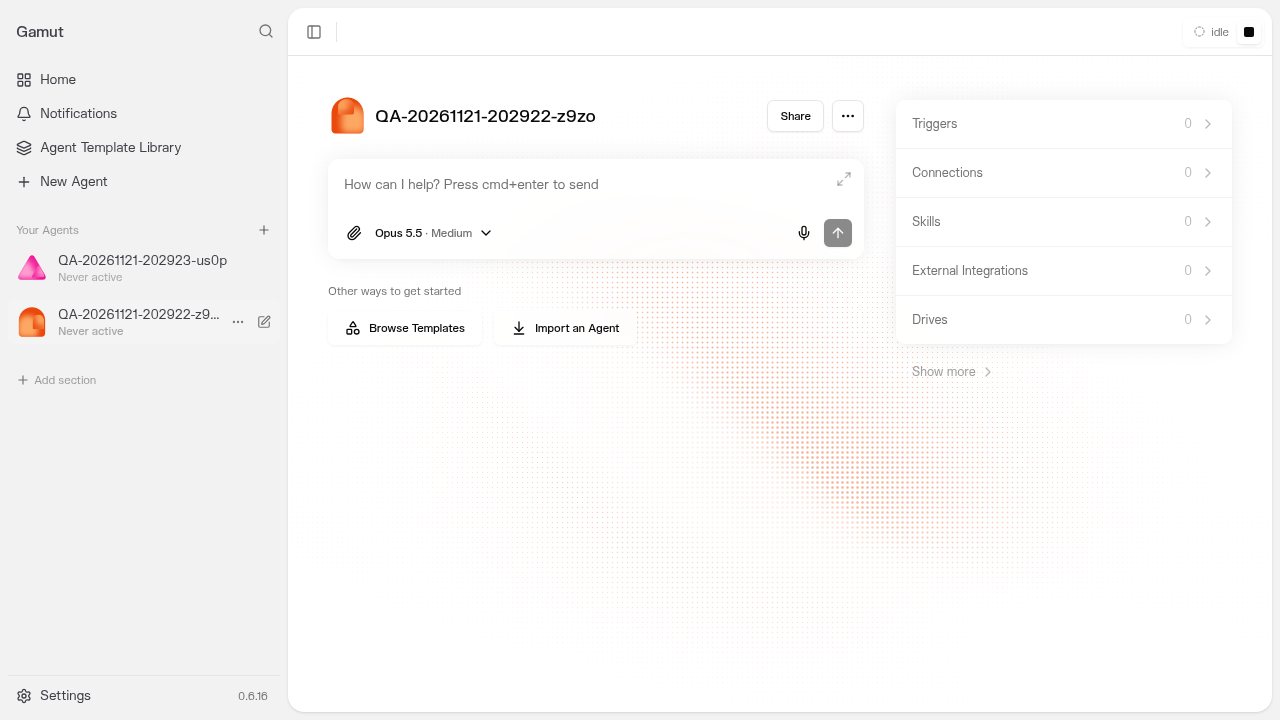 Gamut
Home
Notifications
Agent Template Library
New Agent
Your Agents
QA-20261121-202923-us0p
Never active
QA-20261121-202922-z9...
Never active
Add section
Settings
0.6.16
idle
QA-20261121-202922-z9zo
Share
How can I help? Press cmd+enter to send
Opus 5.5 · Medium
Other ways to get started
Browse Templates
Import an Agent
Triggers 0
Connections 0
Skills 0
External Integrations 0
Drives 0
Show more